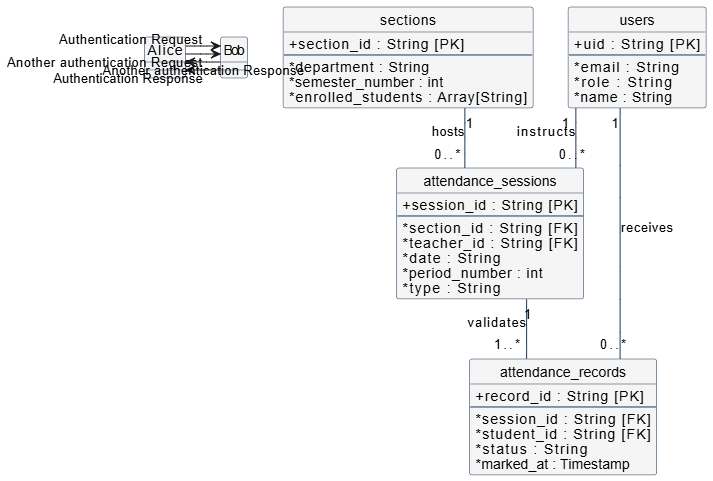 Authentication Request
Alice
Bob
Another authentication Request
Another authentication Response
Authentication Response
sections
+section_id : String [PK]
*department : String
*semester_number : int
*enrolled_students : Array[String]
users
+uid : String [PK]
*email : String
*role : String
*name : String
1
hosts
0..*
1
instructs
0..*
1
receives
0..*
attendance_sessions
+session_id : String [PK]
*section_id : String [FK]
*teacher_id : String [FK]
*date : String
*period_number : int
*type : String
1
validates
1..*
attendance_records
+record_id : String [PK]
*session_id : String [FK]
*student_id : String [FK]
*status : String
*marked_at : Timestamp